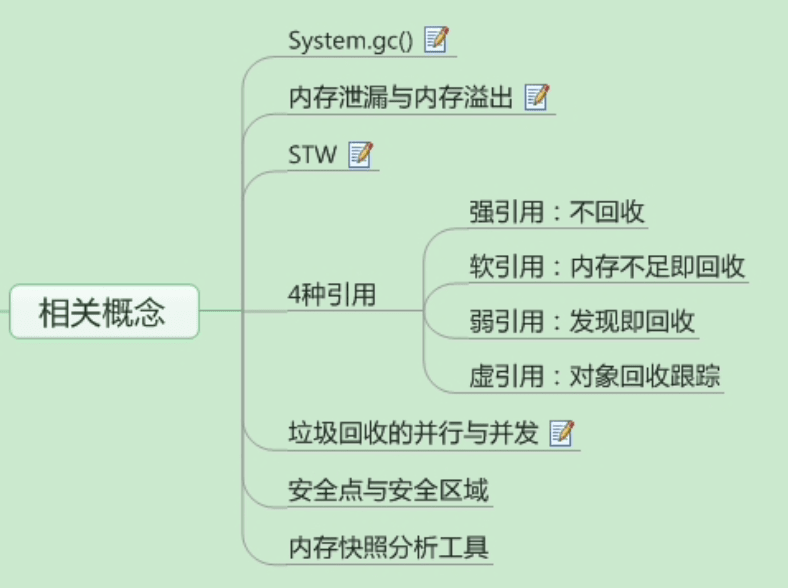 System.gc()
内存泄漏与内存溢出
STW
强引用：不回收
软引用：内存不足即回收
4种引用
弱引用：发现即回收
相关概念
虚引用：对象回收跟踪
垃圾回收的并行与并发
安全点与安全区域
内存快照分析工具